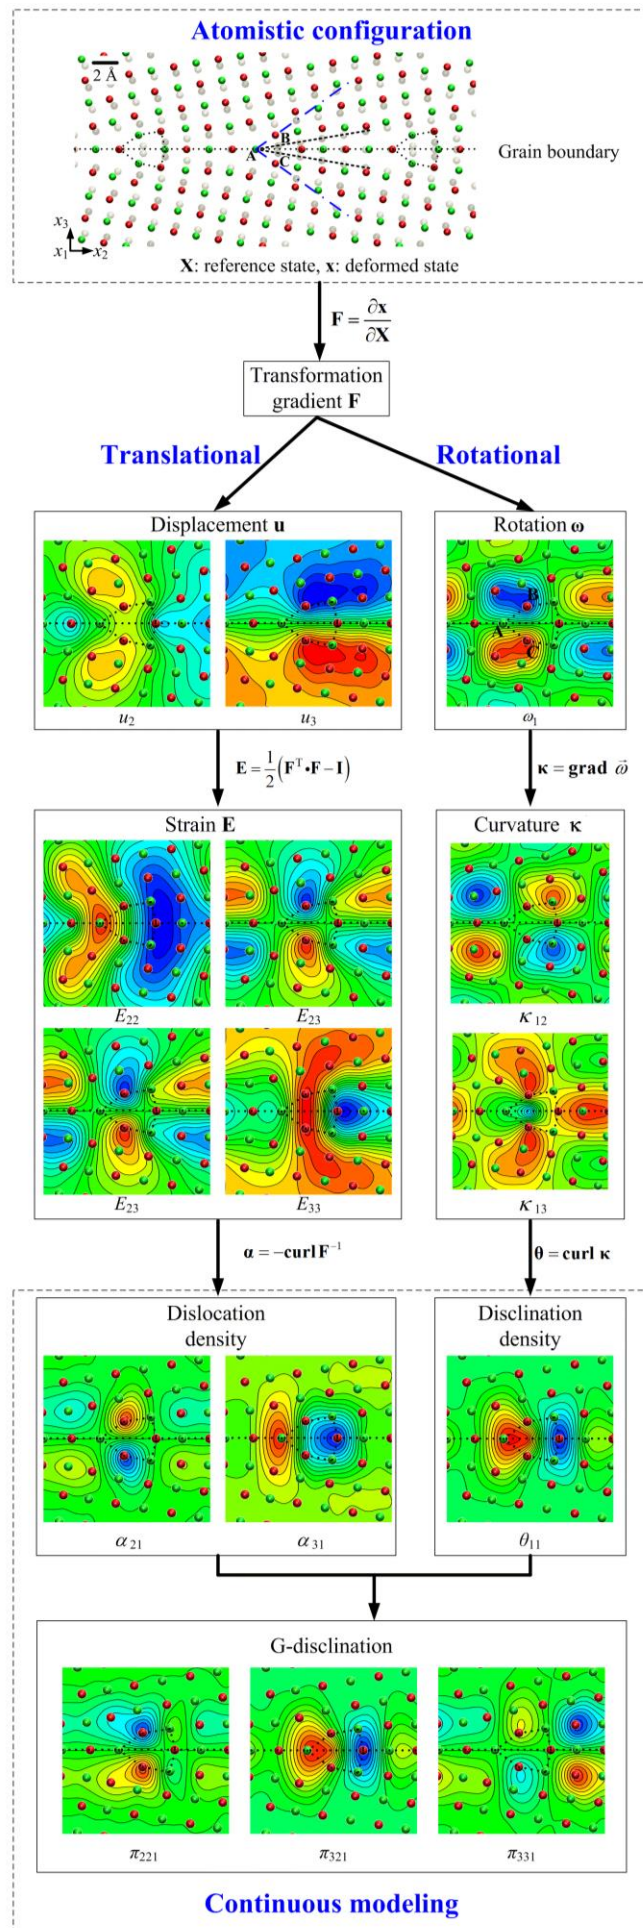 Atomistic configuration
2 Å
B
A
C
Grain boundary
x3
x1 x2
X: reference state, x: deformed state
F = ∂x/∂X
Transformation
gradient F
Translational
Rotational
Displacement u
Rotation ω
B
A
C
u2
u3
ω1
E = 1/2 (F^T•F − I)
κ = grad ω⃗
Strain E
Curvature κ
E22
E23
κ12
E23
E33
κ13
α = −curl F^−1
θ = curl κ
Dislocation
density
Disclination
density
α21
α31
θ11
G-disclination
π221
π321
π331
Continuous modeling